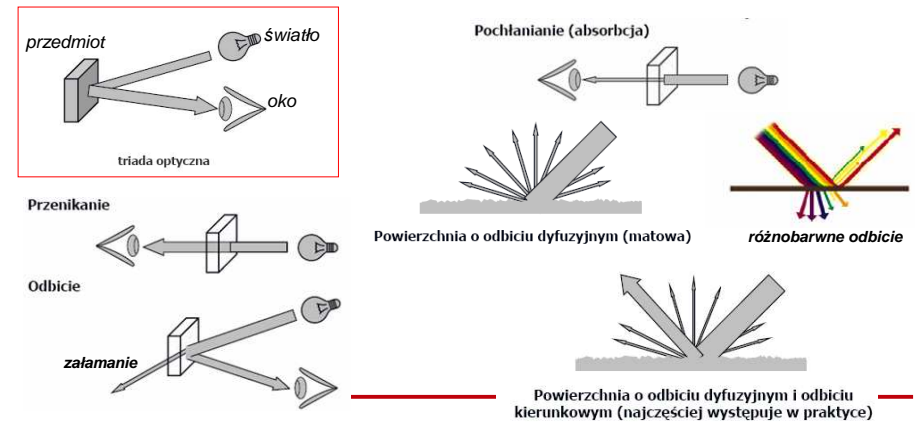 przedmiot
światło
oko
triada optyczna
Przenikanie
Odbicie
załamanie
Pochłanianie (absorbcja)
Powierzchnia o odbiciu dyfuzyjnym (matowa)
różnobarwne odbicie
Powierzchnia o odbiciu dyfuzyjnym i odbiciu
kierunkowym (najczęściej występuje w praktyce)